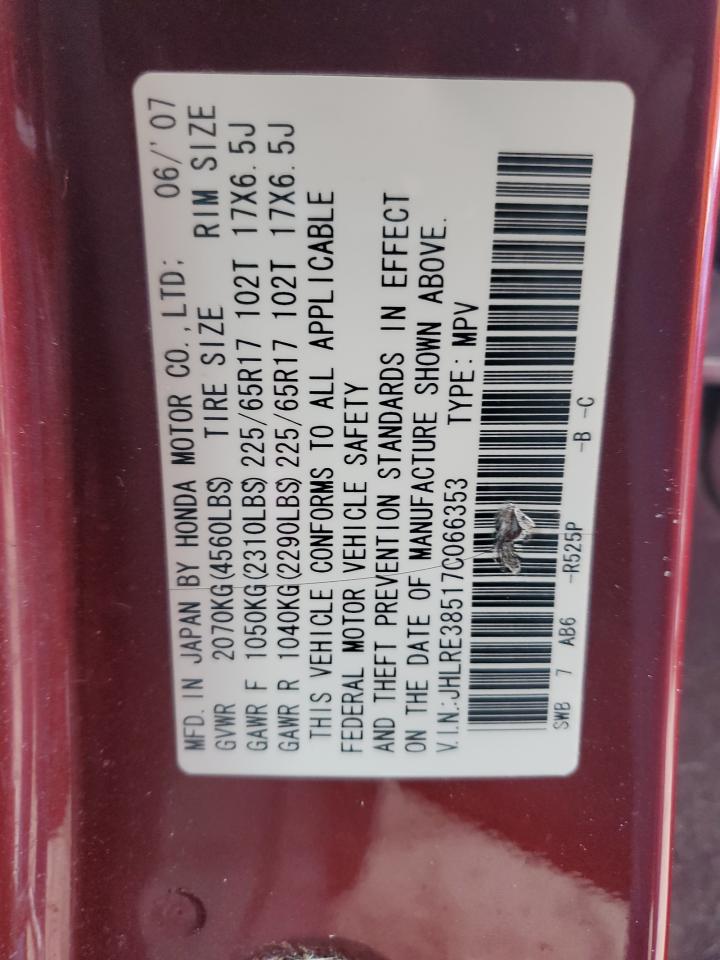 MFD. IN JAPAN BY HONDA MOTOR CO.,LTD; 06/'07
GVWR 2070KG(4560LBS) TIRE SIZE RIM SIZE
GAWR F 1050KG(2310LBS) 225/65R17 102T 17X6.5J
GAWR R 1040KG(2290LBS) 225/65R17 102T 17X6.5J
THIS VEHICLE CONFORMS TO ALL APPLICABLE
FEDERAL MOTOR VEHICLE SAFETY
AND THEFT PREVENTION STANDARDS IN EFFECT
ON THE DATE OF MANUFACTURE SHOWN ABOVE.
V.I.N.:JHLRE38517C066353 TYPE: MPV
SWB 7 AB6 -R525P -B -C